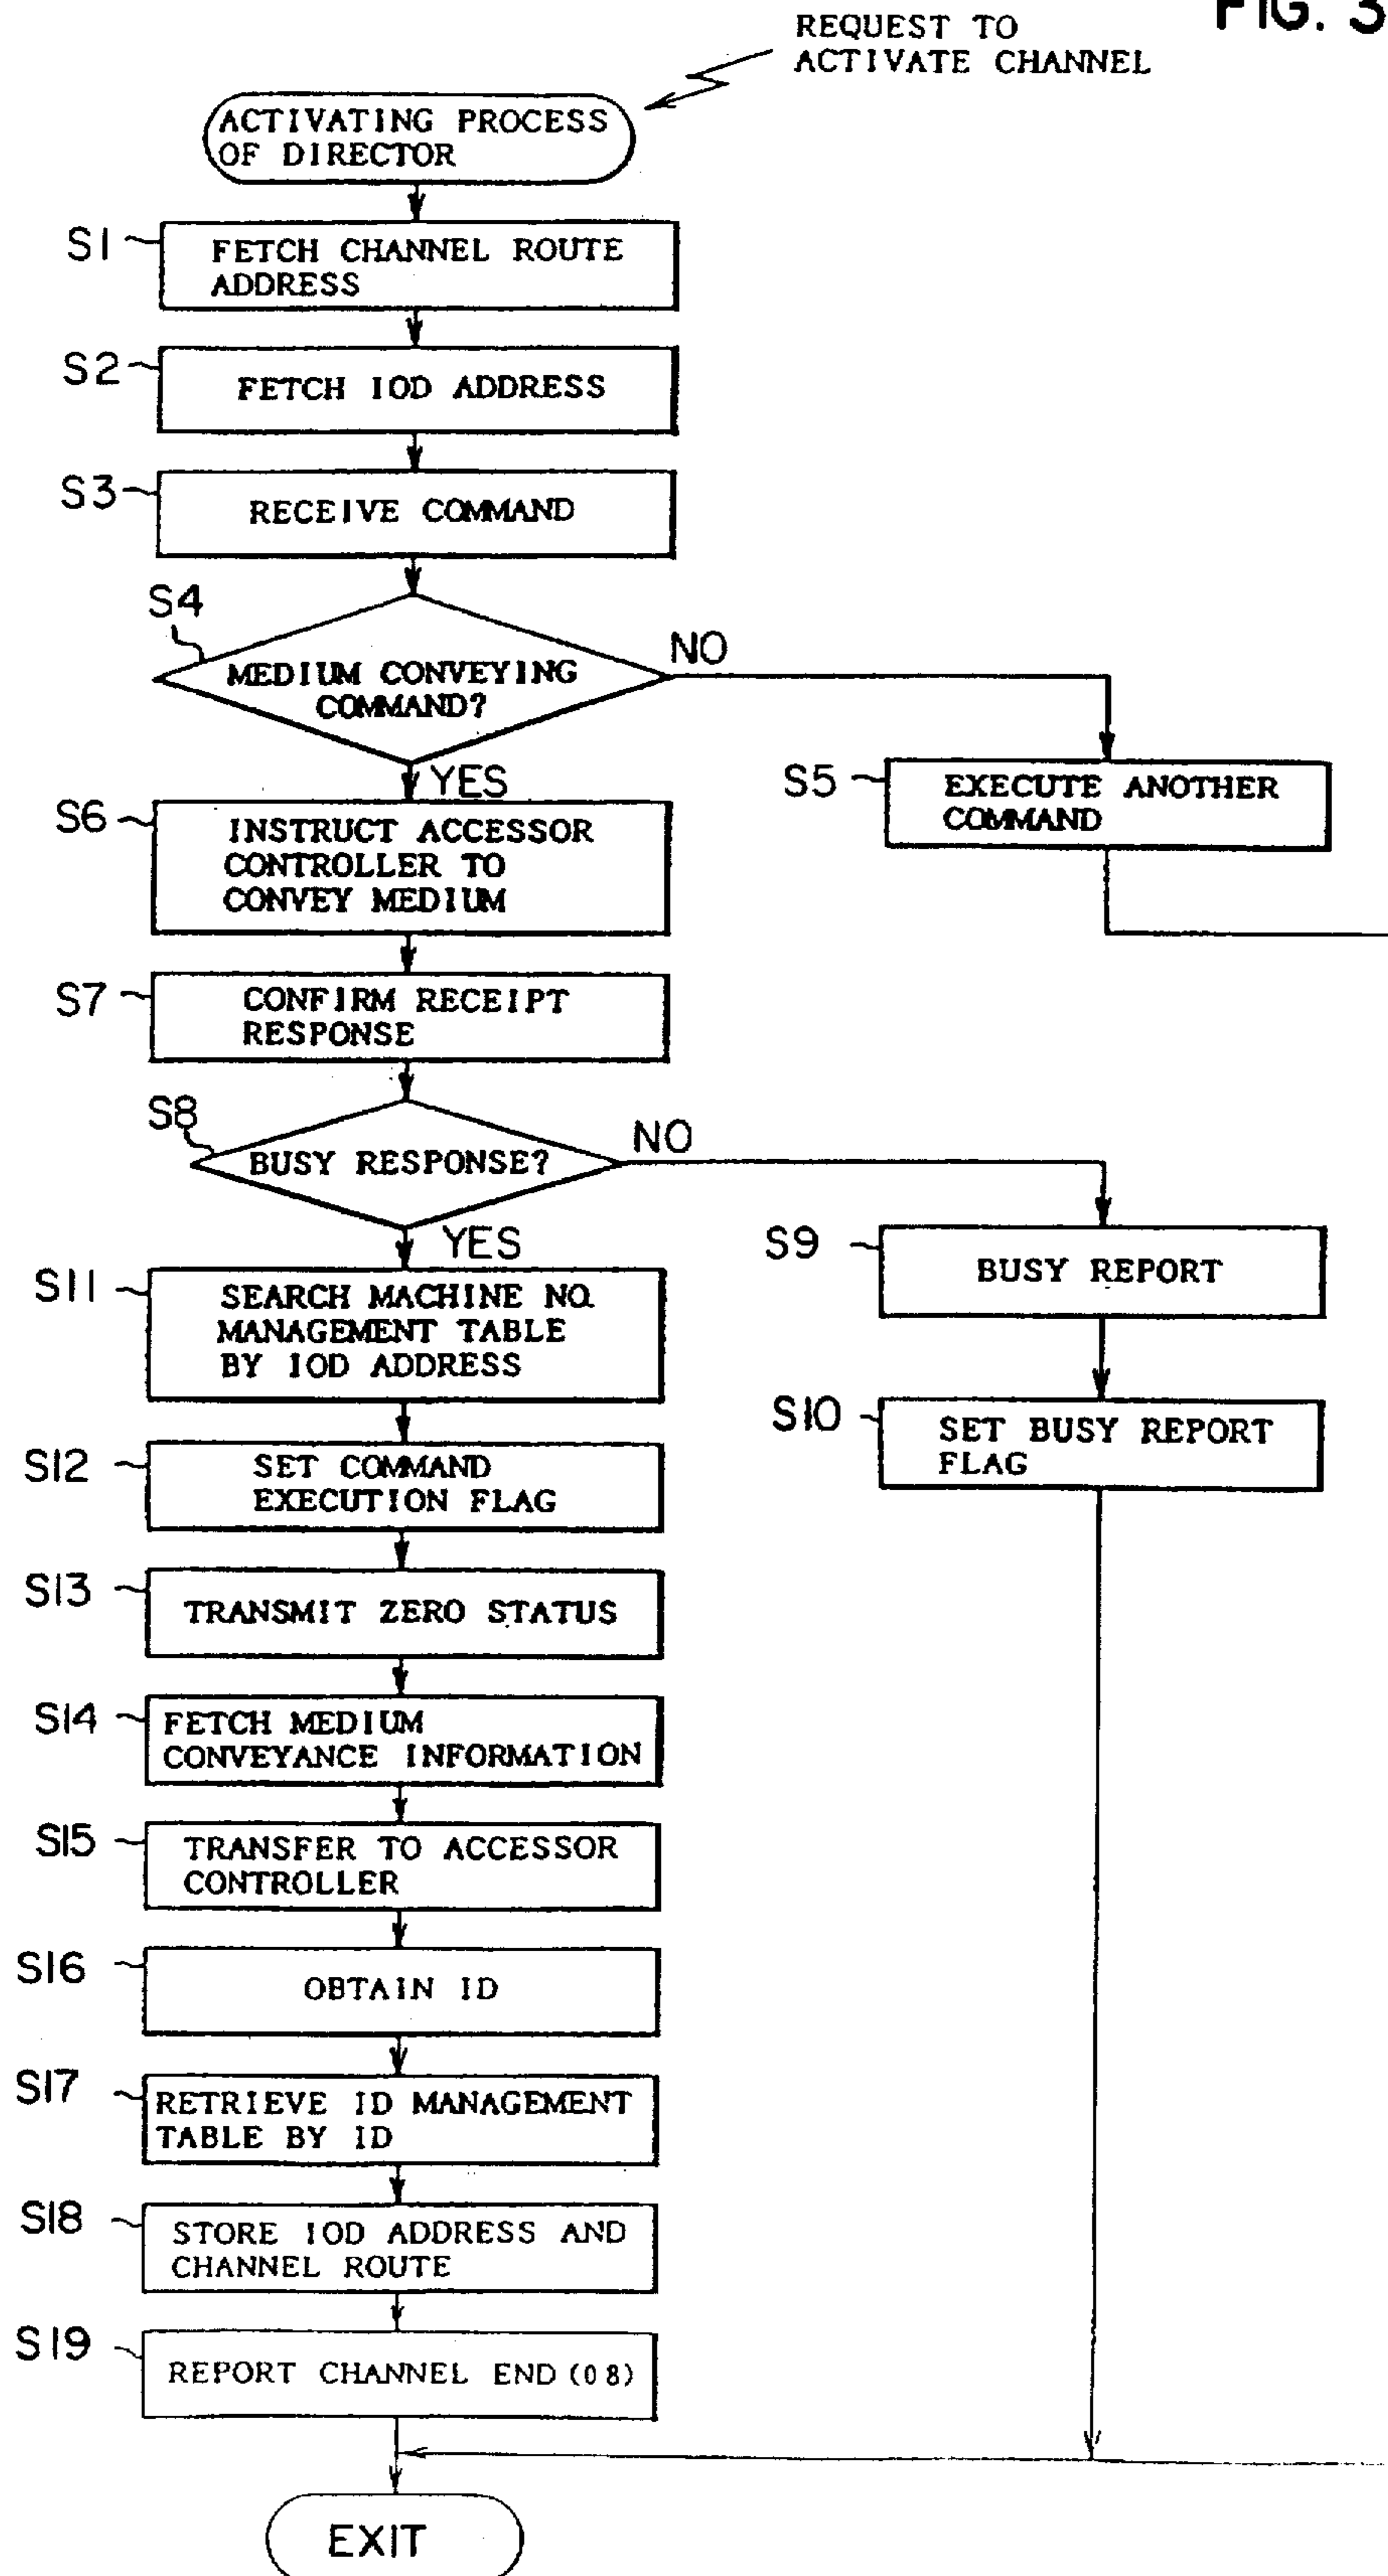 FIG. 3
REQUEST TO
ACTIVATE CHANNEL
ACTIVATING PROCESS
OF DIRECTOR
S1
FETCH CHANNEL ROUTE
ADDRESS
S2
FETCH IOD ADDRESS
S3
RECEIVE COMMAND
S4
MEDIUM CONVEYING
COMMAND?
NO
YES
S5
EXECUTE ANOTHER
COMMAND
S6
INSTRUCT ACCESSOR
CONTROLLER TO
CONVEY MEDIUM
S7
CONFIRM RECEIPT
RESPONSE
S8
BUSY RESPONSE?
NO
YES
S9
BUSY REPORT
S10
SET BUSY REPORT
FLAG
S11
SEARCH MACHINE NO.
MANAGEMENT TABLE
BY IOD ADDRESS
S12
SET COMMAND
EXECUTION FLAG
S13
TRANSMIT ZERO STATUS
S14
FETCH MEDIUM
CONVEYANCE INFORMATION
S15
TRANSFER TO ACCESSOR
CONTROLLER
S16
OBTAIN ID
S17
RETRIEVE ID MANAGEMENT
TABLE BY ID
S18
STORE IOD ADDRESS AND
CHANNEL ROUTE
S19
REPORT CHANNEL END (08)
EXIT